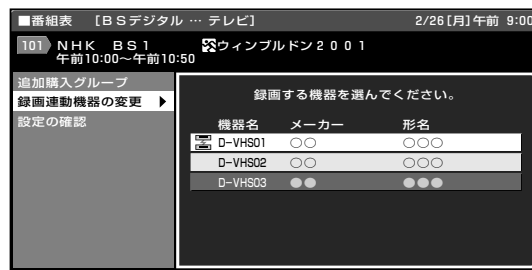 ■番組表 [BSデジタル … テレビ] 2/26[月]午前 9:00
101 NHK BS1 ウィンブルドン2001
午前10:00～午前10:50
追加購入グループ
録画連動機器の変更 ▶
設定の確認
録画する機器を選んでください。
機器名 メーカー 形名
D-VHS01 ○○ ○○○
D-VHS02 ○○ ○○○
D-VHS03 ●● ●●●